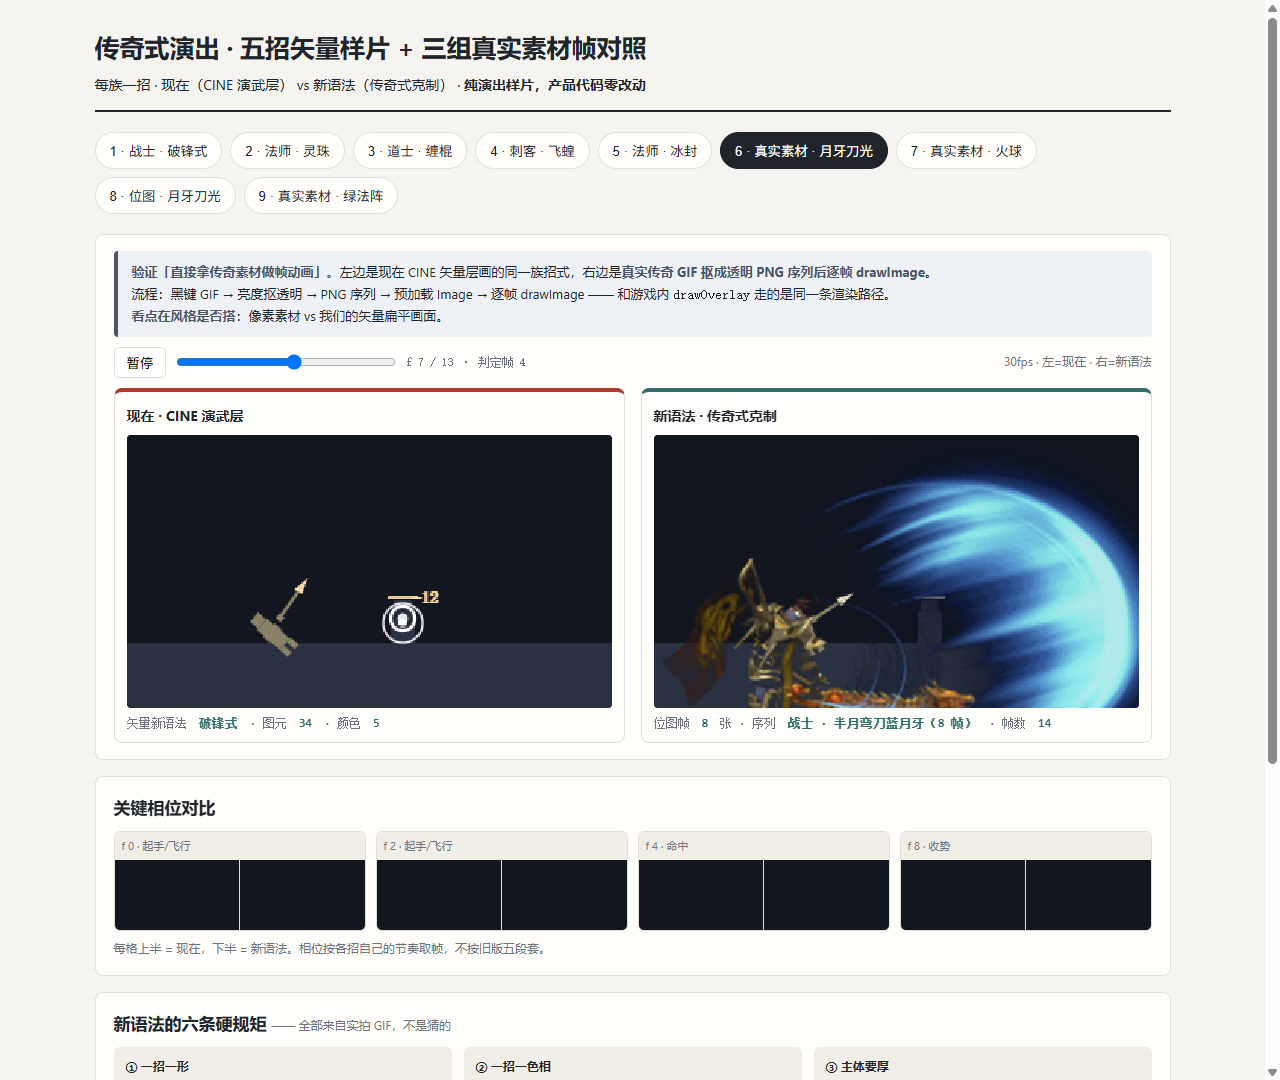 传奇式演出 · 五招矢量样片 + 三组真实素材帧对照
每族一招 · 现在（CINE 演武层） vs 新语法（传奇式克制） · 纯演出样片，产品代码零改动
1 · 战士 · 破锋式
2 · 法师 · 灵珠
3 · 道士 · 缠棍
4 · 刺客 · 飞蝗
5 · 法师 · 冰封
6 · 真实素材 · 月牙刀光
7 · 真实素材 · 火球
8 · 位图 · 月牙刀光
9 · 真实素材 · 绿法阵
验证「直接拿传奇素材做帧动画」。左边是现在 CINE 矢量层画的同一族招式，右边是真实传奇 GIF 抠成透明 PNG 序列后逐帧 drawImage。
流程：黑键 GIF → 亮度抠透明 → PNG 序列 → 预加载 Image → 逐帧 drawImage —— 和游戏内 drawOverlay 走的是同一条渲染路径。
看点在风格是否搭：像素素材 vs 我们的矢量扁平画面。
暂停
f 7 / 13 · 判定帧 4
30fps · 左=现在 · 右=新语法
现在 · CINE 演武层
-12
矢量新语法 破锋式 · 图元 34 · 颜色 5
新语法 · 传奇式克制
位图帧 8 张 · 序列 战士 · 半月弯刀蓝月牙（8 帧） · 帧数 14
关键相位对比
f 0 · 起手/飞行
f 2 · 起手/飞行
f 4 · 命中
f 8 · 收势
每格上半 = 现在，下半 = 新语法。相位按各招自己的节奏取帧，不按旧版五段套。
新语法的六条硬规矩 —— 全部来自实拍 GIF，不是猜的
① 一招一形
② 一招一色相
③ 主体要厚